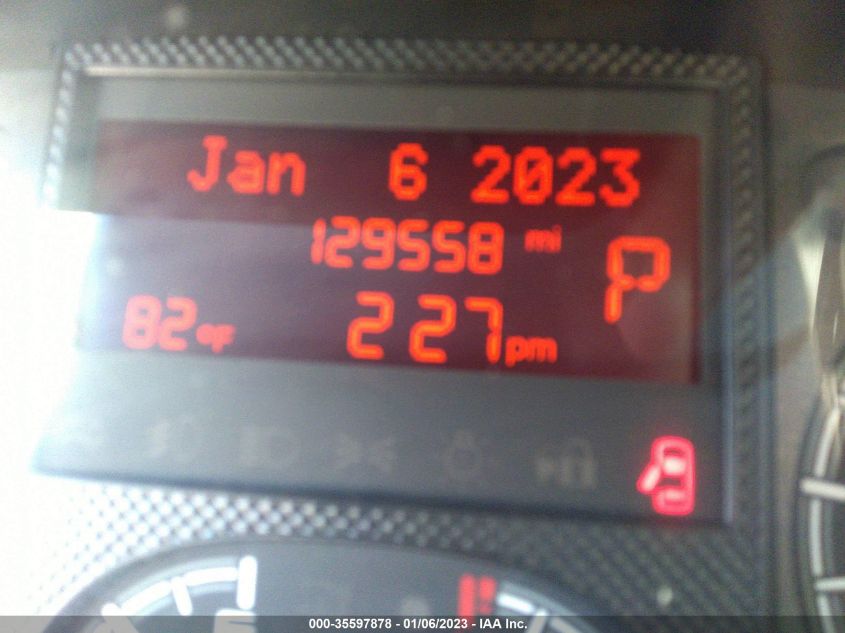 Jan 6 2023
129558 mi
P
82°F 2 27 pm
000-35597878 - 01/06/2023 - IAA Inc.